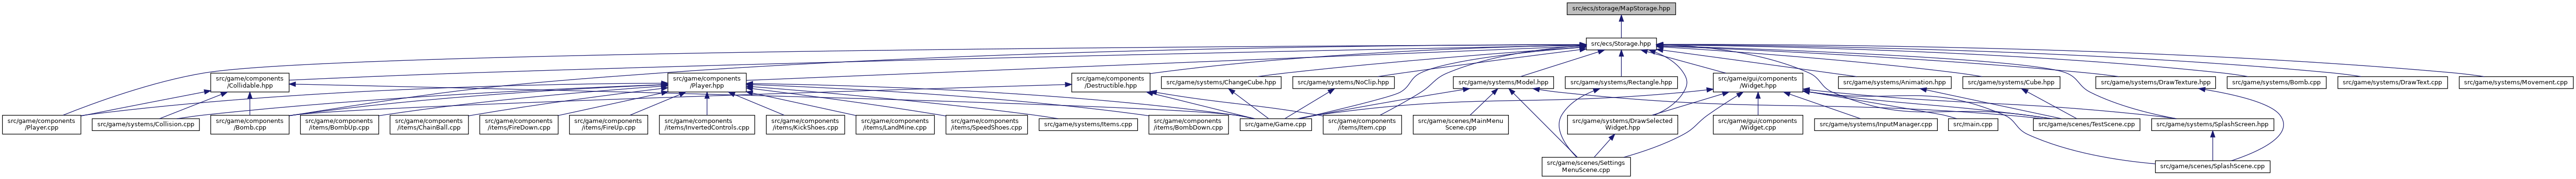 src/ecs/storage/MapStorage.hpp
src/ecs/Storage.hpp
src/game/components
/Collidable.hpp
src/game/components
/Player.hpp
src/game/components
/Destructible.hpp
src/game/systems/ChangeCube.hpp
src/game/systems/NoClip.hpp
src/game/systems/Model.hpp
src/game/systems/Rectangle.hpp
src/game/gui/components
/Widget.hpp
src/game/systems/Animation.hpp
src/game/systems/Cube.hpp
src/game/systems/DrawTexture.hpp
src/game/systems/Bomb.cpp
src/game/systems/DrawText.cpp
src/game/systems/Movement.cpp
src/game/components
/Player.cpp
src/game/systems/Collision.cpp
src/game/components
/Bomb.cpp
src/game/components
/items/BombUp.cpp
src/game/components
/items/ChainBall.cpp
src/game/components
/items/FireDown.cpp
src/game/components
/items/FireUp.cpp
src/game/components
/items/InvertedControls.cpp
src/game/components
/items/KickShoes.cpp
src/game/components
/items/LandMine.cpp
src/game/components
/items/SpeedShoes.cpp
src/game/systems/Items.cpp
src/game/components
/items/BombDown.cpp
src/game/Game.cpp
src/game/components
/items/Item.cpp
src/game/scenes/MainMenu
Scene.cpp
src/game/systems/DrawSelected
Widget.hpp
src/game/gui/components
/Widget.cpp
src/game/systems/InputManager.cpp
src/main.cpp
src/game/scenes/TestScene.cpp
src/game/systems/SplashScreen.hpp
src/game/scenes/Settings
MenuScene.cpp
src/game/scenes/SplashScene.cpp